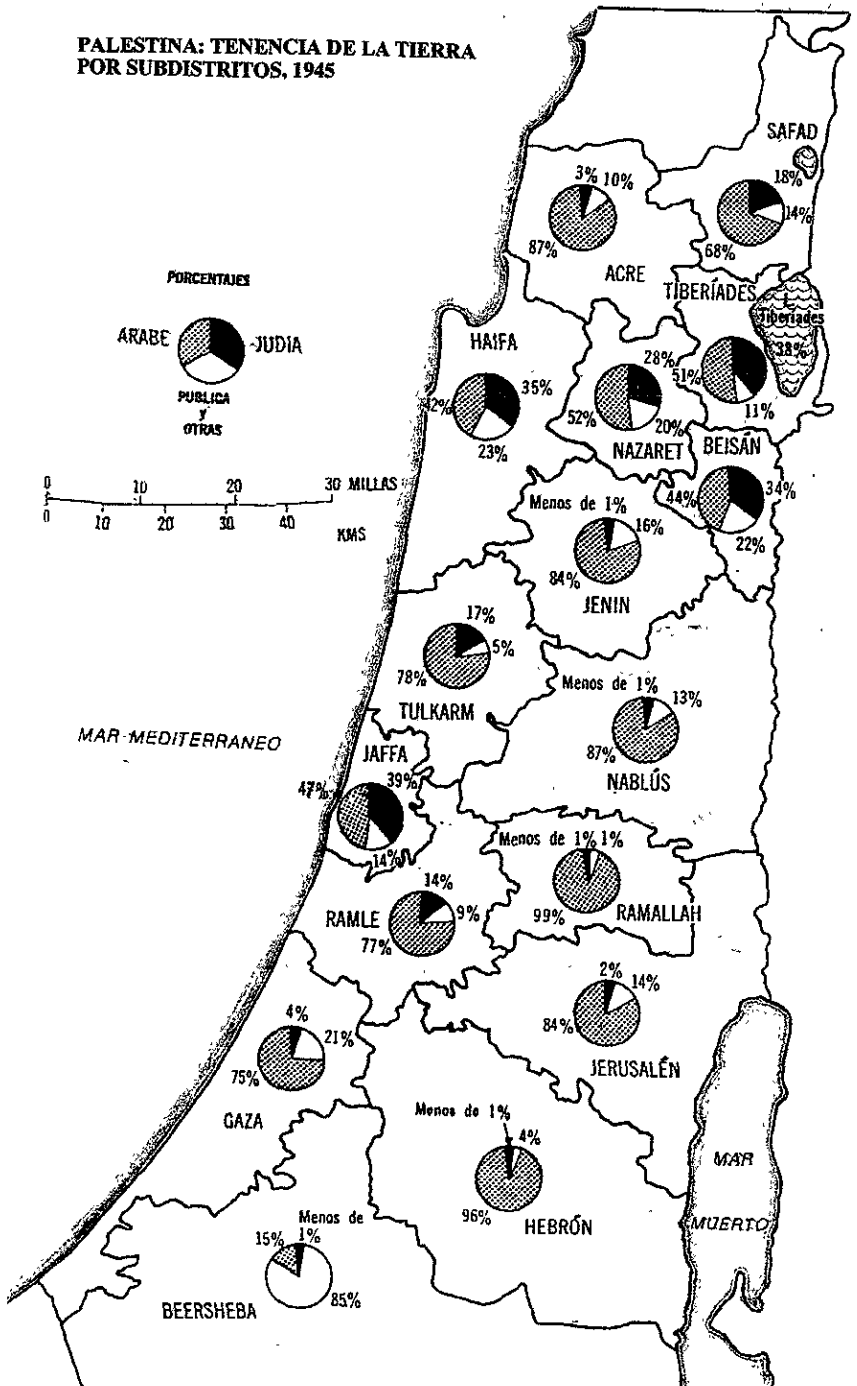 PALESTINA: TENENCIA DE LA TIERRA
POR SUBDISTRITOS, 1945
PORCENTAJES
ARABE
JUDIA
PUBLICA
y
OTRAS
0 10 20 30 MILLAS
0 10 20 30 40 KMS
SAFAD
18%
14%
68%
3% 10%
87%
ACRE
TIBERÍADES
L.
Tiberíades
38%
51%
11%
HAIFA
35%
42%
23%
28%
52%
20%
NAZARET
BEISÁN
44%
34%
22%
Menos de 1%
16%
84%
JENIN
17%
5%
78%
TULKARM
Menos de 1%
13%
87%
NABLÚS
MAR MEDITERRANEO
JAFFA
47%
39%
14%
14%
9%
77%
RAMLE
Menos de 1% 1%
99%
RAMALLAH
2%
14%
84%
JERUSALÉN
4%
21%
75%
GAZA
Menos de 1%
4%
96%
HEBRÓN
MAR
MUERTO
Menos de
15%
1%
85%
BEERSHEBA